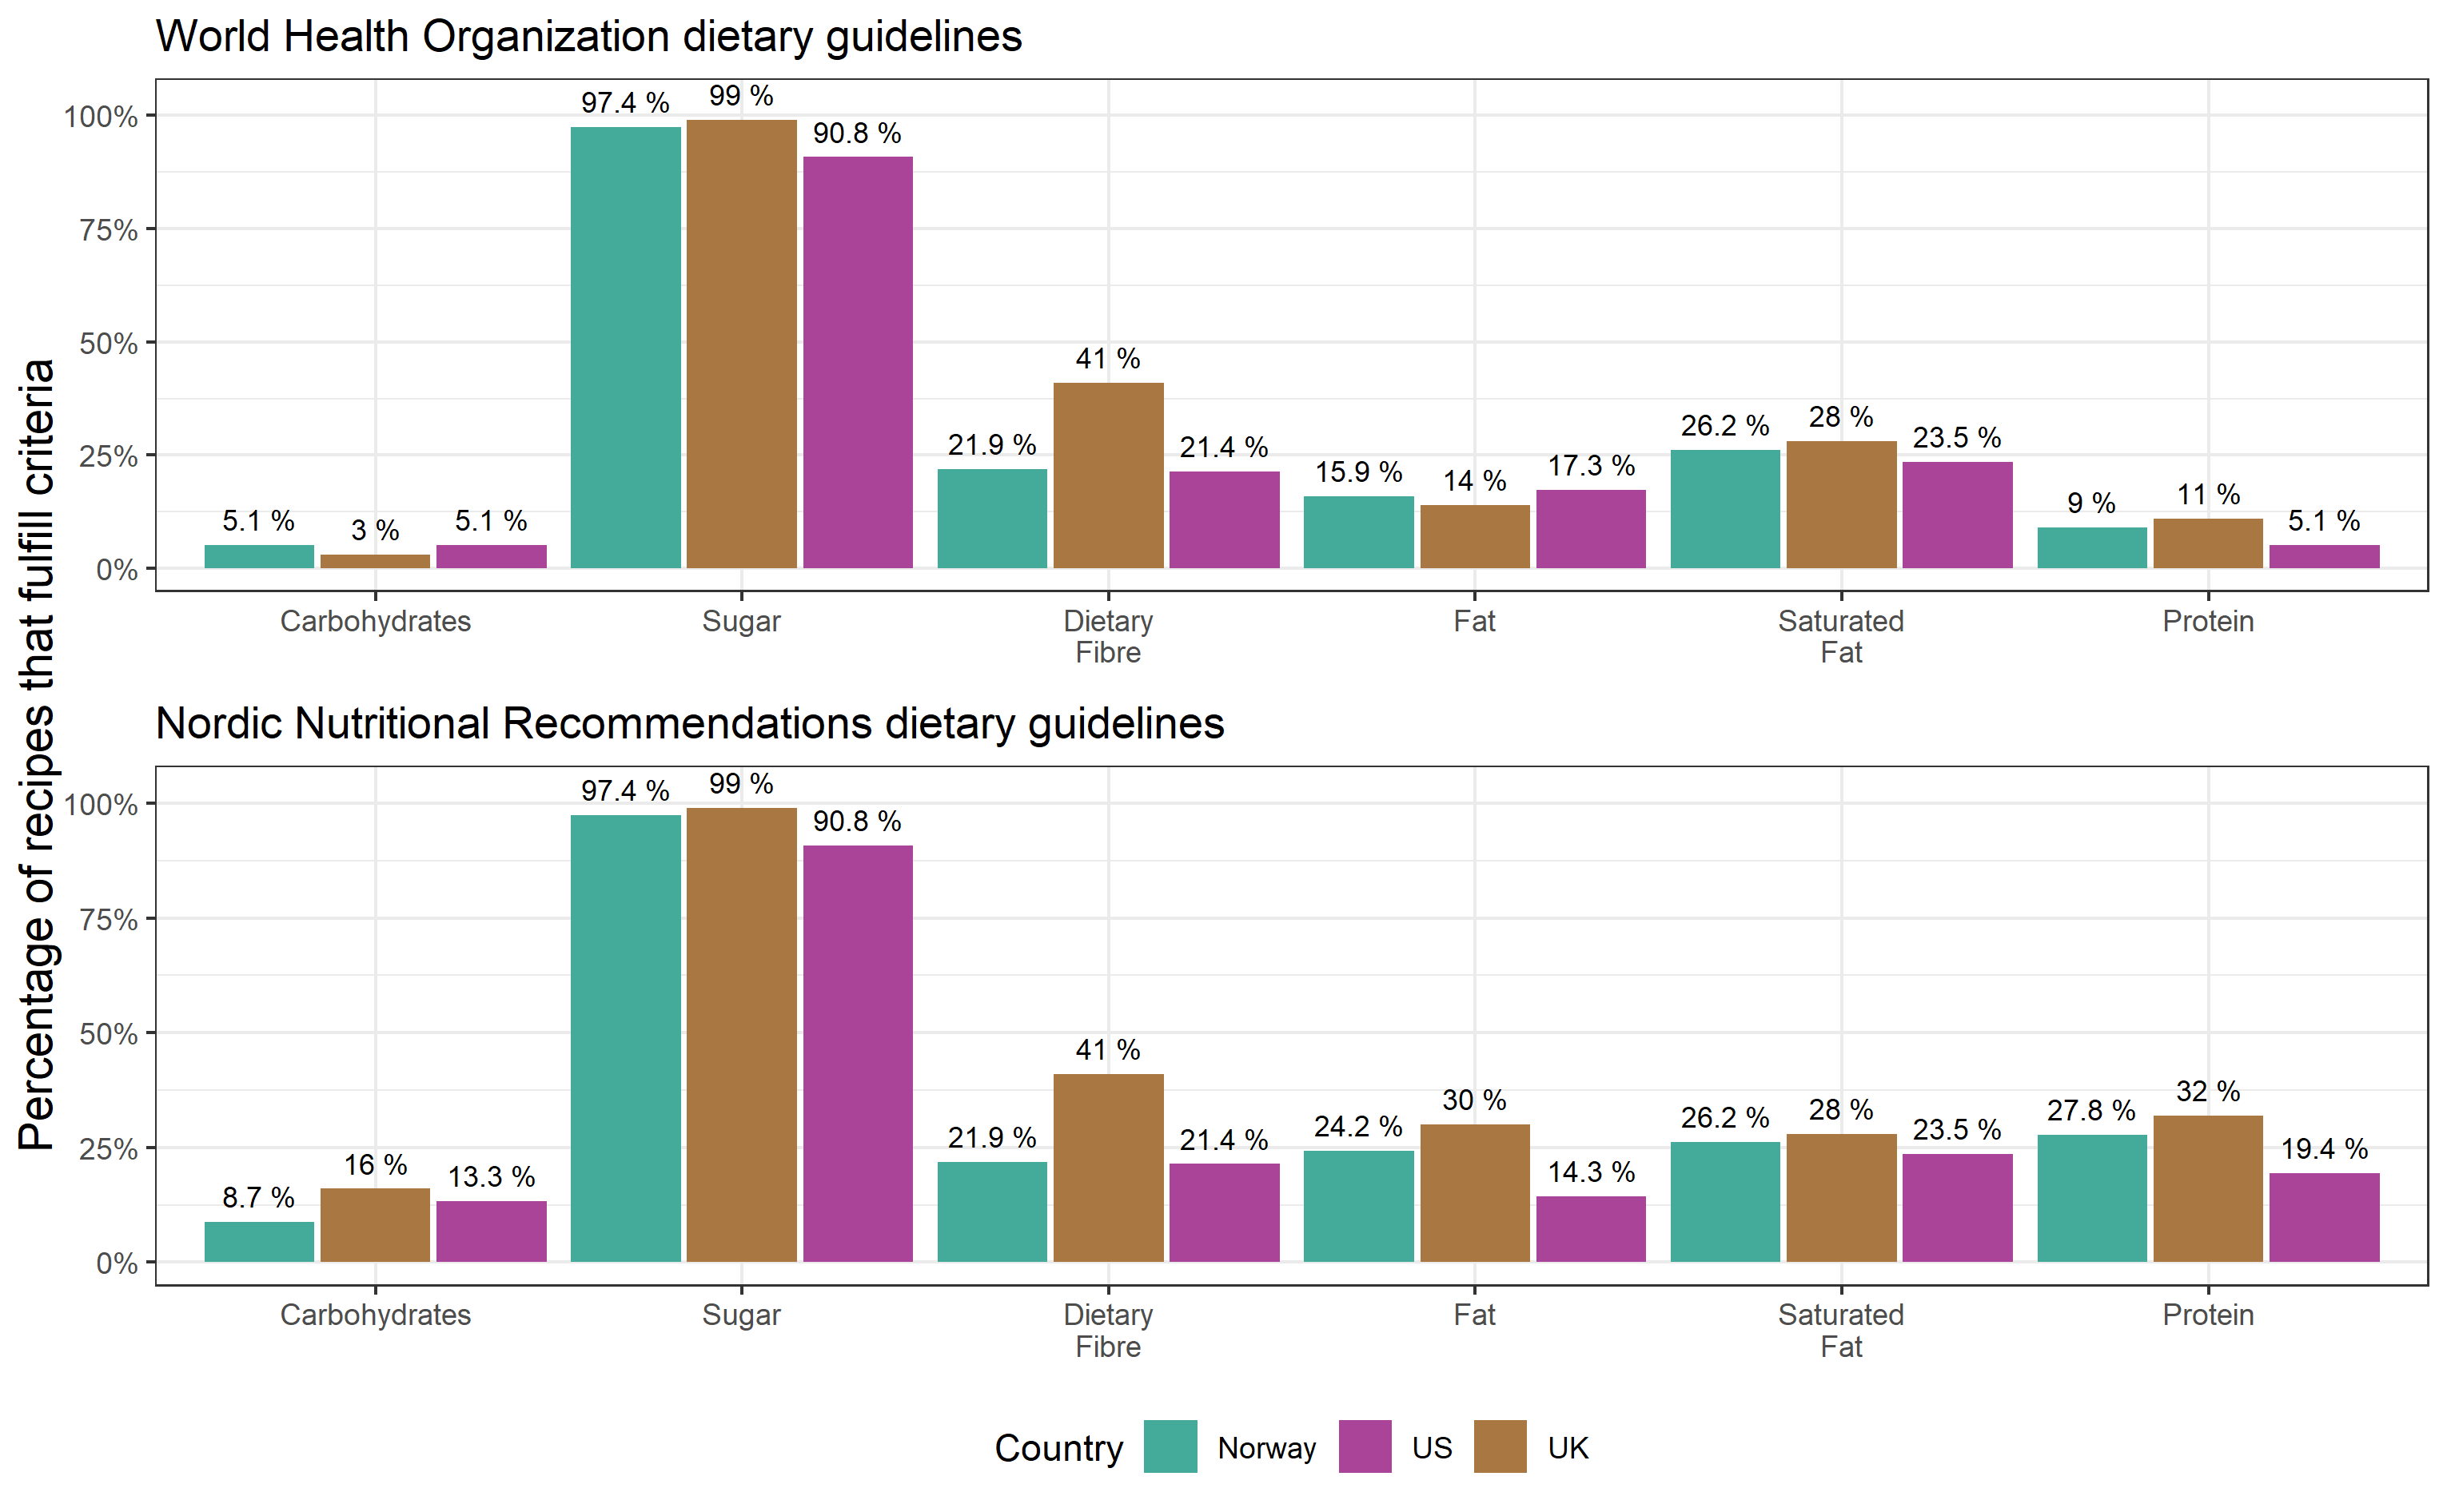 World Health Organization dietary guidelines
Percentage of recipes that fulfill criteria
100%
75%
50%
25%
0%
97.4 %
99 %
90.8 %
5.1 %
3 %
5.1 %
21.9 %
41 %
21.4 %
15.9 %
14 %
17.3 %
26.2 %
28 %
23.5 %
9 %
11 %
5.1 %
Carbohydrates
Sugar
Dietary
Fibre
Fat
Saturated
Fat
Protein
Nordic Nutritional Recommendations dietary guidelines
100%
75%
50%
25%
0%
8.7 %
16 %
13.3 %
97.4 %
99 %
90.8 %
21.9 %
41 %
21.4 %
24.2 %
30 %
14.3 %
26.2 %
28 %
23.5 %
27.8 %
32 %
19.4 %
Carbohydrates
Sugar
Dietary
Fibre
Fat
Saturated
Fat
Protein
Country Norway US UK